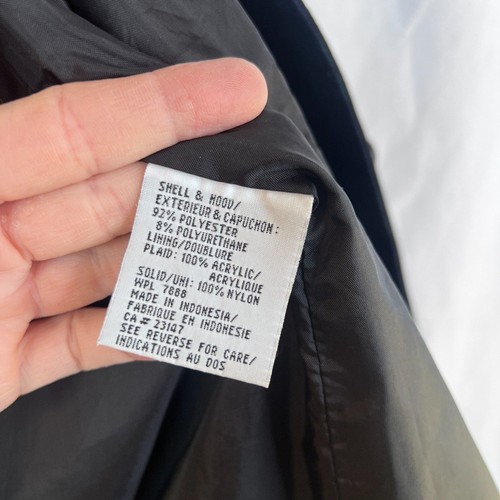 SHELL & HOOD/
EXTERIEUR & CAPUCHON:
92% POLYESTER
8% POLYURETHANE
LINING/DOUBLURE
PLAID: 100% ACRYLIC/
ACRYLIQUE
SOLID/UNI: 100% NYLON
WPL 7888
MADE IN INDONESIA/
FABRIQUE EN INDONESIE
CA # 23147
SEE REVERSE FOR CARE/
INDICATIONS AU DOS